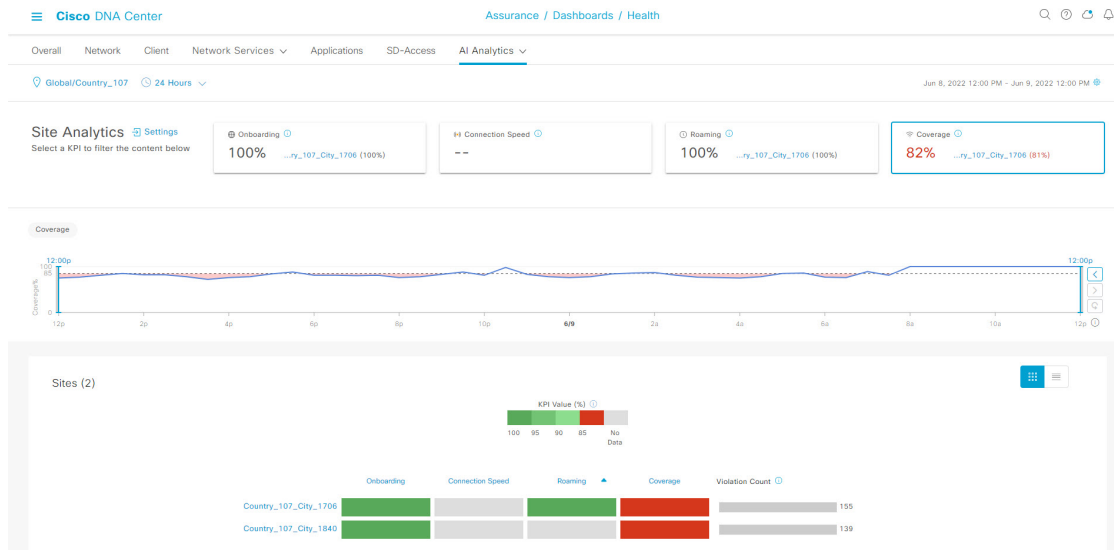 Cisco DNA Center
Assurance / Dashboards / Health
Overall Network Client Network Services Applications SD-Access AI Analytics
Global/Country_107 24 Hours
Jun 8, 2022 12:00 PM - Jun 9, 2022 12:00 PM
Site Analytics Settings
Select a KPI to filter the content below
Onboarding
100% ...ry_107_City_1706 (100%)
Connection Speed
--
Roaming
100% ...ry_107_City_1706 (100%)
Coverage
82% ...ry_107_City_1706 (81%)
Coverage
12:00p 12:00p
100
85
0
Coverage%
12p 2p 4p 6p 8p 10p 6/9 2a 4a 6a 8a 10a 12p
Sites (2)
KPI Value (%)
100 95 90 85 No Data
Onboarding Connection Speed Roaming Coverage Violation Count
Country_107_City_1706 155
Country_107_City_1840 139